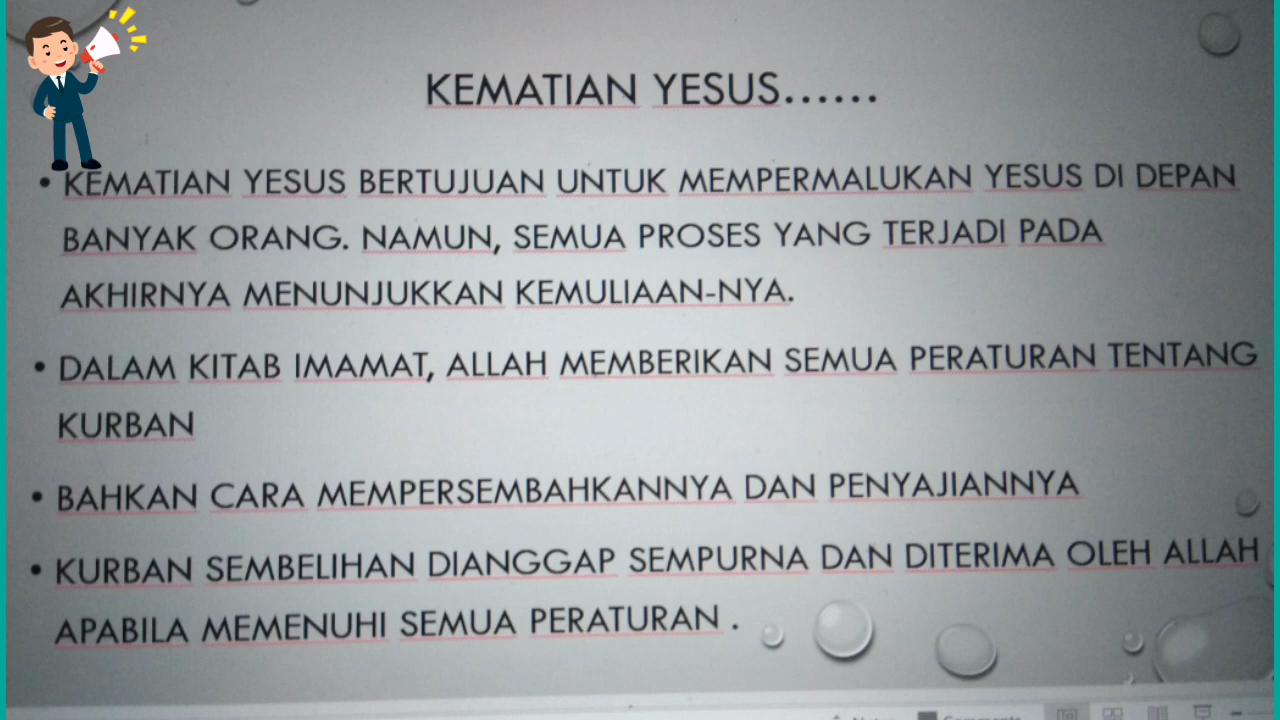 KEMATIAN YESUS......
• KEMATIAN YESUS BERTUJUAN UNTUK MEMPERMALUKAN YESUS DI DEPAN
BANYAK ORANG. NAMUN, SEMUA PROSES YANG TERJADI PADA
AKHIRNYA MENUNJUKKAN KEMULIAAN-NYA.
• DALAM KITAB IMAMAT, ALLAH MEMBERIKAN SEMUA PERATURAN TENTANG
KURBAN
• BAHKAN CARA MEMPERSEMBAHKANNYA DAN PENYAJIANNYA
• KURBAN SEMBELIHAN DIANGGAP SEMPURNA DAN DITERIMA OLEH ALLAH
APABILA MEMENUHI SEMUA PERATURAN .